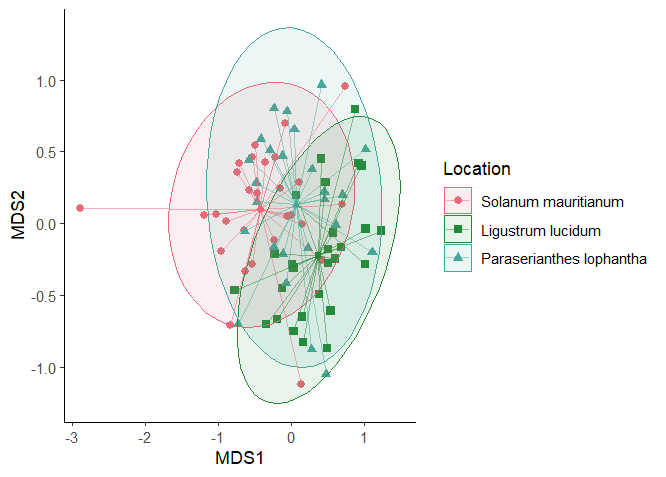 1.0
0.5
0.0
-0.5
-1.0
MDS2
-3 -2 -1 0 1
MDS1
Location
Solanum mauritianum
Ligustrum lucidum
Paraserianthes lophantha